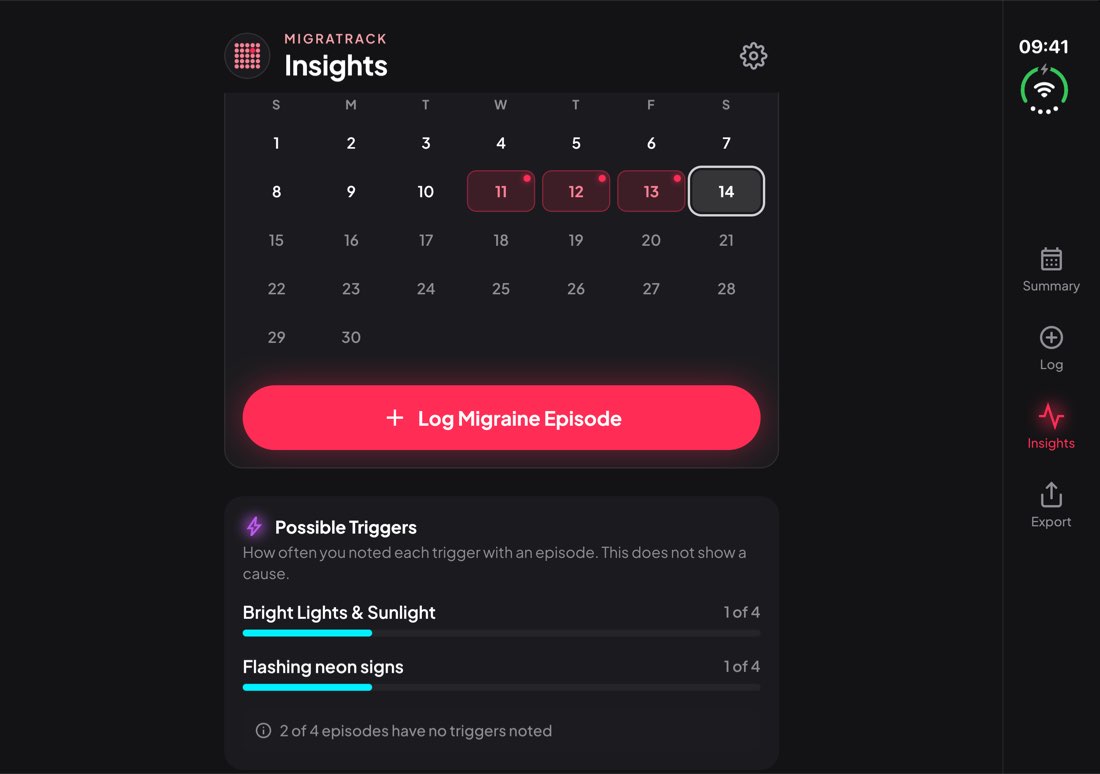 MIGRATRACK
Insights
09:41
S M T W T F S
1 2 3 4 5 6 7
8 9 10 11 12 13 14
15 16 17 18 19 20 21
22 23 24 25 26 27 28
29 30
+ Log Migraine Episode
Possible Triggers
How often you noted each trigger with an episode. This does not show a
cause.
Bright Lights & Sunlight 1 of 4
Flashing neon signs 1 of 4
2 of 4 episodes have no triggers noted
Summary
Log
Insights
Export